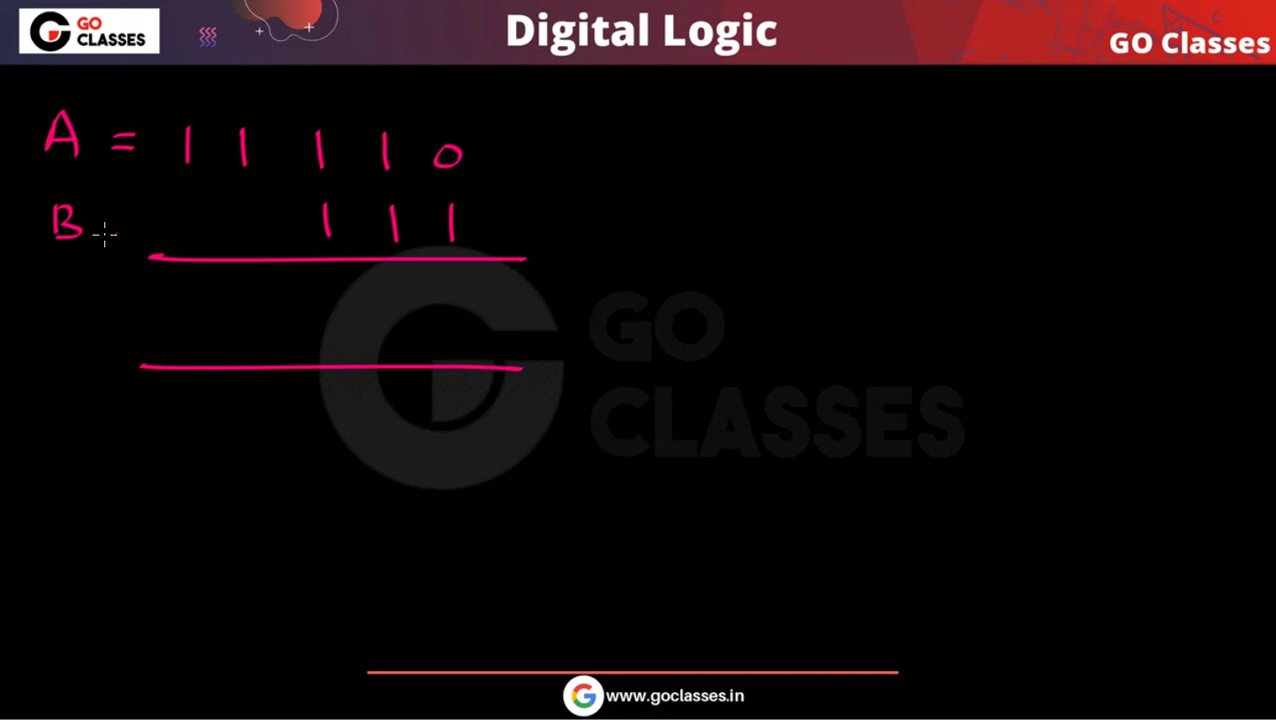 GO
CLASSES
Digital Logic
GO Classes
A = 1 1 1 1 0
B 1 1 1
GO
CLASSES
www.goclasses.in